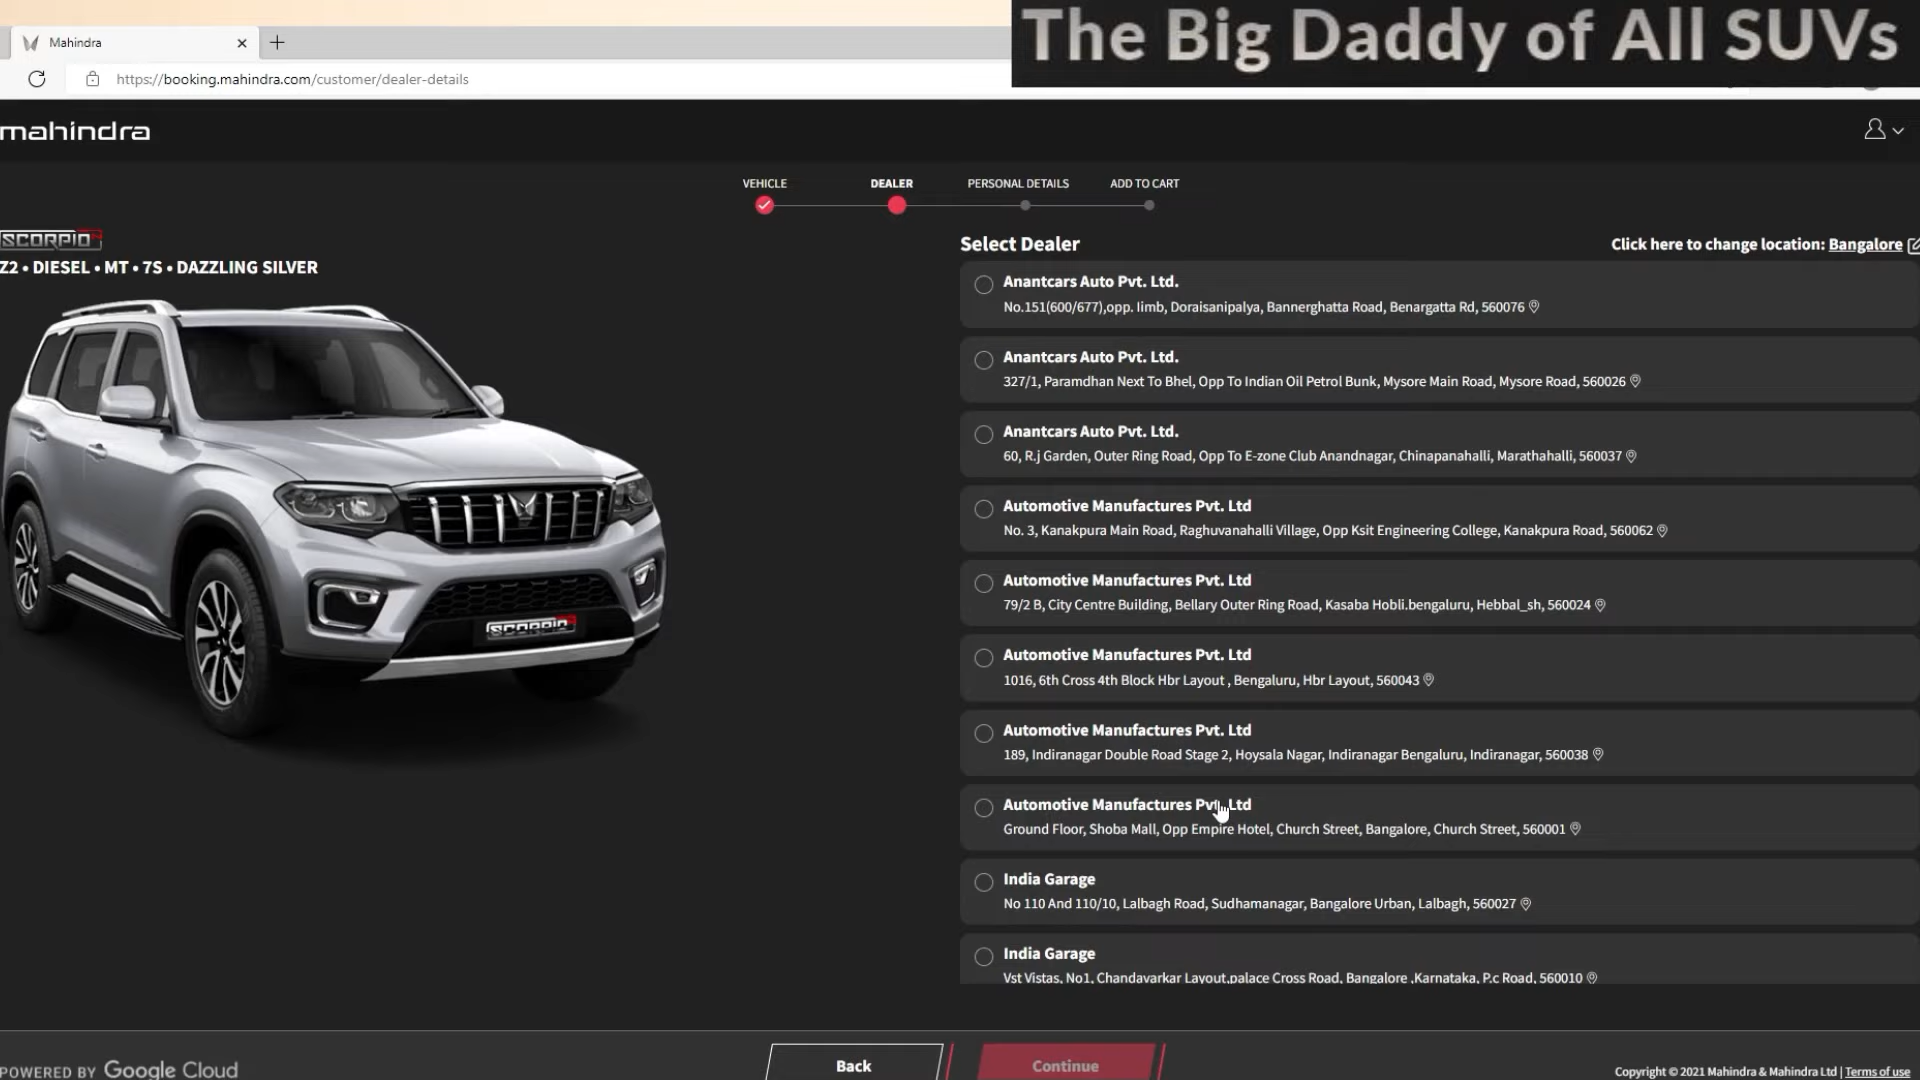 The Big Daddy of All SUVs
Mahindra
https://booking.mahindra.com/customer/dealer-details
mahindra
VEHICLE
DEALER
PERSONAL DETAILS
ADD TO CART
SCORPIO N
Z2 • DIESEL • MT • 7S • DAZZLING SILVER
Select Dealer
Click here to change location: Bangalore
Anantcars Auto Pvt. Ltd.
No.151(600/677),opp. Iimb, Doraisanipalya, Bannerghatta Road, Benargatta Rd, 560076
Anantcars Auto Pvt. Ltd.
327/1, Paramdhan Next To Bhel, Opp To Indian Oil Petrol Bunk, Mysore Main Road, Mysore Road, 560026
Anantcars Auto Pvt. Ltd.
60, R.j Garden, Outer Ring Road, Opp To E-zone Club Anandnagar, Chinapanahalli, Marathahalli, 560037
Automotive Manufactures Pvt. Ltd
No. 3, Kanakpura Main Road, Raghuvanahalli Village, Opp Ksit Engineering College, Kanakpura Road, 560062
Automotive Manufactures Pvt. Ltd
79/2 B, City Centre Building, Bellary Outer Ring Road, Kasaba Hobli.bengaluru, Hebbal_sh, 560024
Automotive Manufactures Pvt. Ltd
1016, 6th Cross 4th Block Hbr Layout , Bengaluru, Hbr Layout, 560043
Automotive Manufactures Pvt. Ltd
189, Indiranagar Double Road Stage 2, Hoysala Nagar, Indiranagar Bengaluru, Indiranagar, 560038
Automotive Manufactures Pvt. Ltd
Ground Floor, Shoba Mall, Opp Empire Hotel, Church Street, Bangalore, Church Street, 560001
India Garage
No 110 And 110/10, Lalbagh Road, Sudhamanagar, Bangalore Urban, Lalbagh, 560027
India Garage
Vst Vistas, No1, Chandavarkar Layout,palace Cross Road, Bangalore ,Karnataka, P.c Road, 560010
SCORPIO N
Back
Continue
POWERED BY Google Cloud
Copyright © 2021 Mahindra & Mahindra Ltd | Terms of use